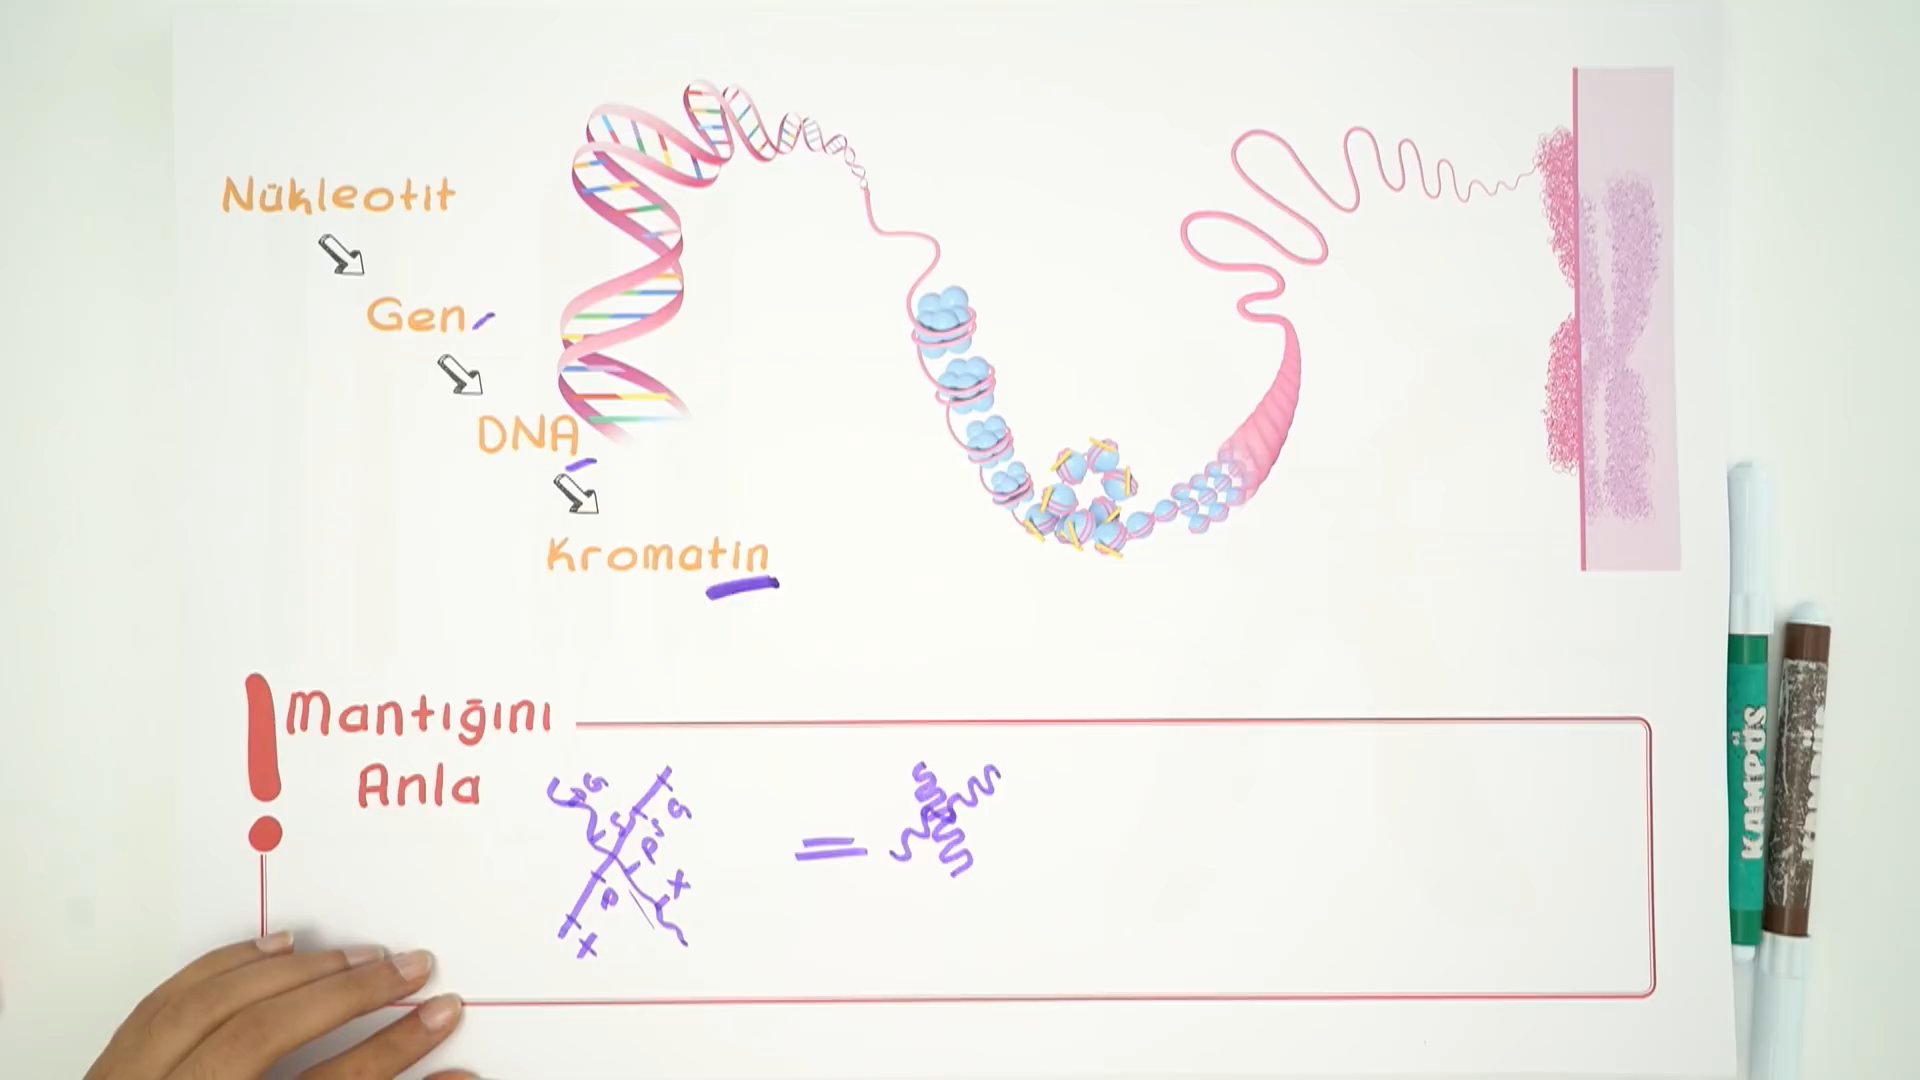 Nükleotit
Gen
DNA
Kromatin
Mantığını
Anla
=
KAMPÜS